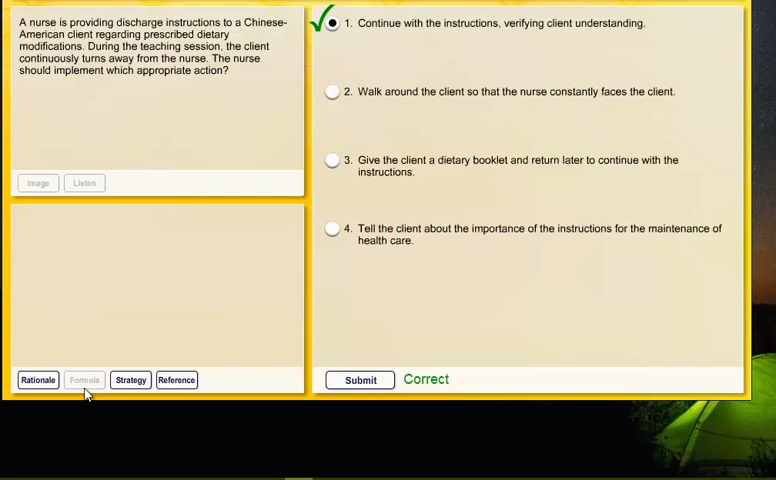 A nurse is providing discharge instructions to a Chinese-
American client regarding prescribed dietary
modifications. During the teaching session, the client
continuously turns away from the nurse. The nurse
should implement which appropriate action?
Image
Listen
Rationale
Formula
Strategy
Reference
1. Continue with the instructions, verifying client understanding.
2. Walk around the client so that the nurse constantly faces the client.
3. Give the client a dietary booklet and return later to continue with the
instructions.
4. Tell the client about the importance of the instructions for the maintenance of
health care.
Submit
Correct